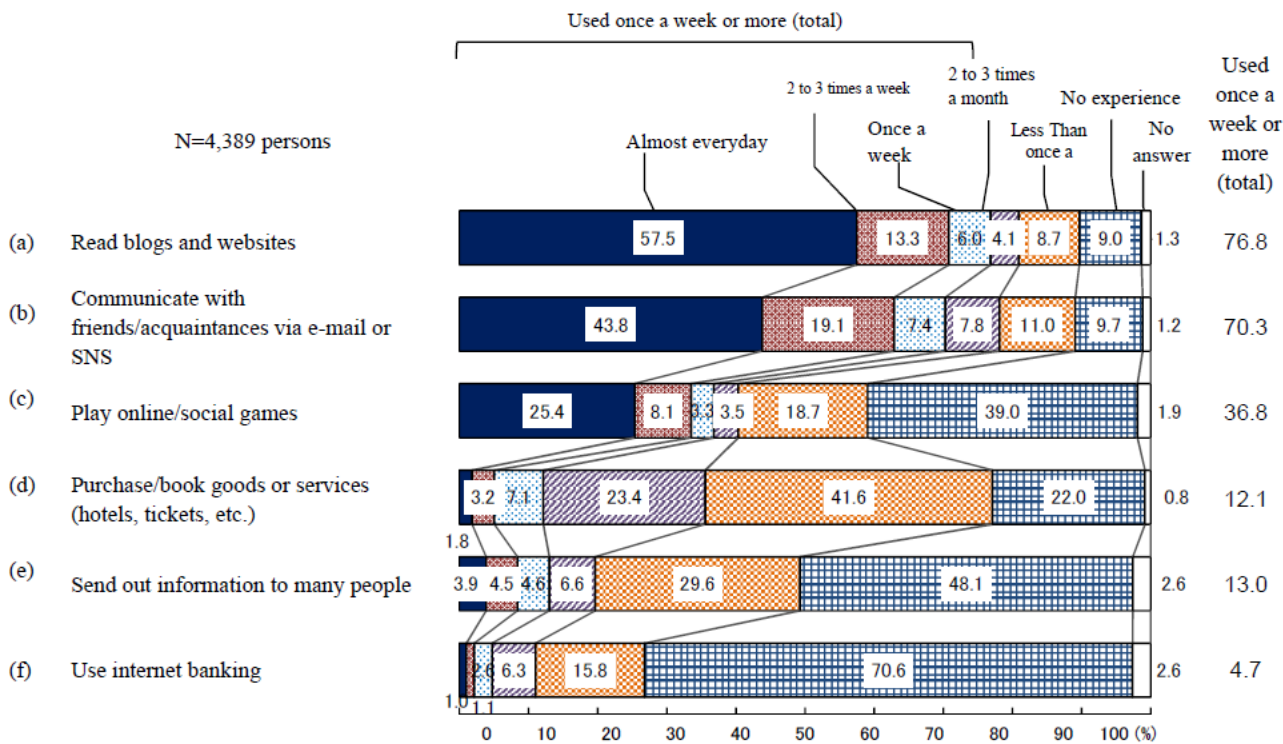 Used once a week or more (total)
Used
once a
week or
more
(total)
2 to 3 times a week
2 to 3 times
a month
No experience
N=4,389 persons
Almost everyday
Once a
week
Less Than
once a
No
answer
(a) Read blogs and websites 57.5 13.3 6.0 4.1 8.7 9.0 1.3 76.8
(b) Communicate with
friends/acquaintances via e-mail or
SNS
43.8 19.1 7.4 7.8 11.0 9.7 1.2 70.3
(c) Play online/social games 25.4 8.1 3.3 3.5 18.7 39.0 1.9 36.8
(d) Purchase/book goods or services
(hotels, tickets, etc.)
1.8 3.2 7.1 23.4 41.6 22.0 0.8 12.1
(e) Send out information to many people 3.9 4.5 4.6 6.6 29.6 48.1 2.6 13.0
(f) Use internet banking 1.0 1.1 2.6 6.3 15.8 70.6 2.6 4.7
0 10 20 30 40 50 60 70 80 90 100 (%)